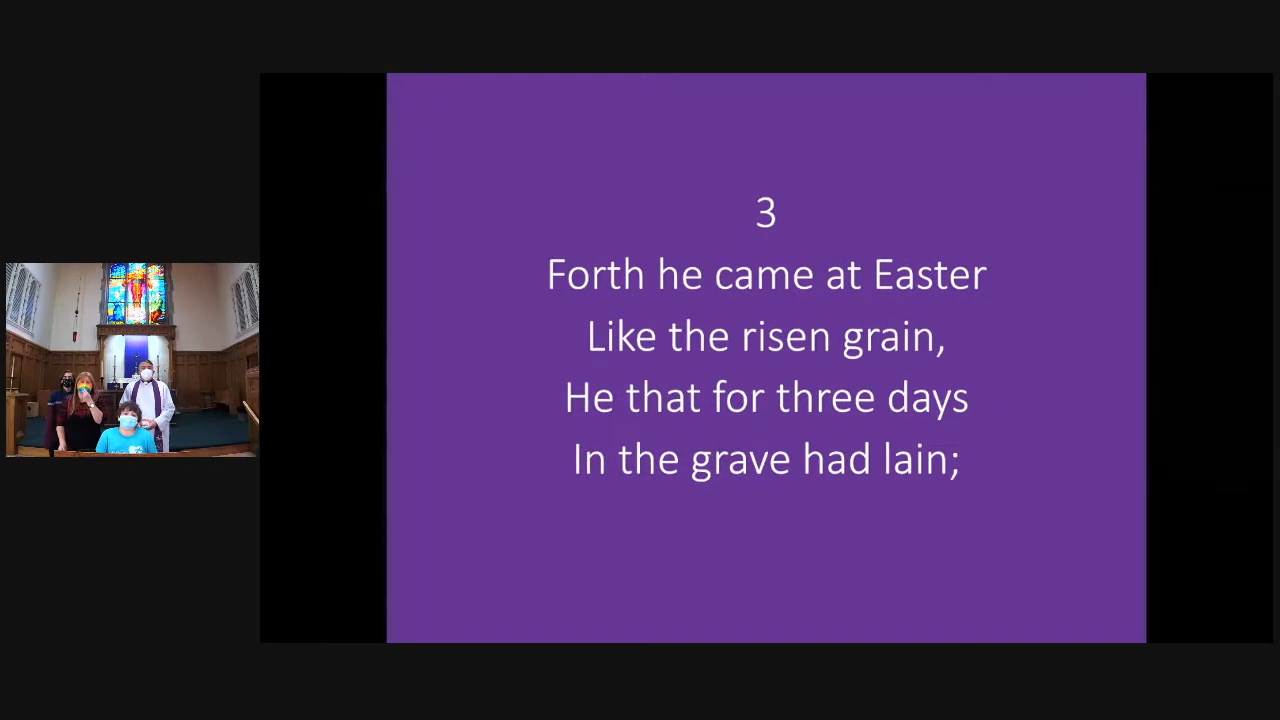 3
Forth he came at Easter
Like the risen grain,
He that for three days
In the grave had lain;